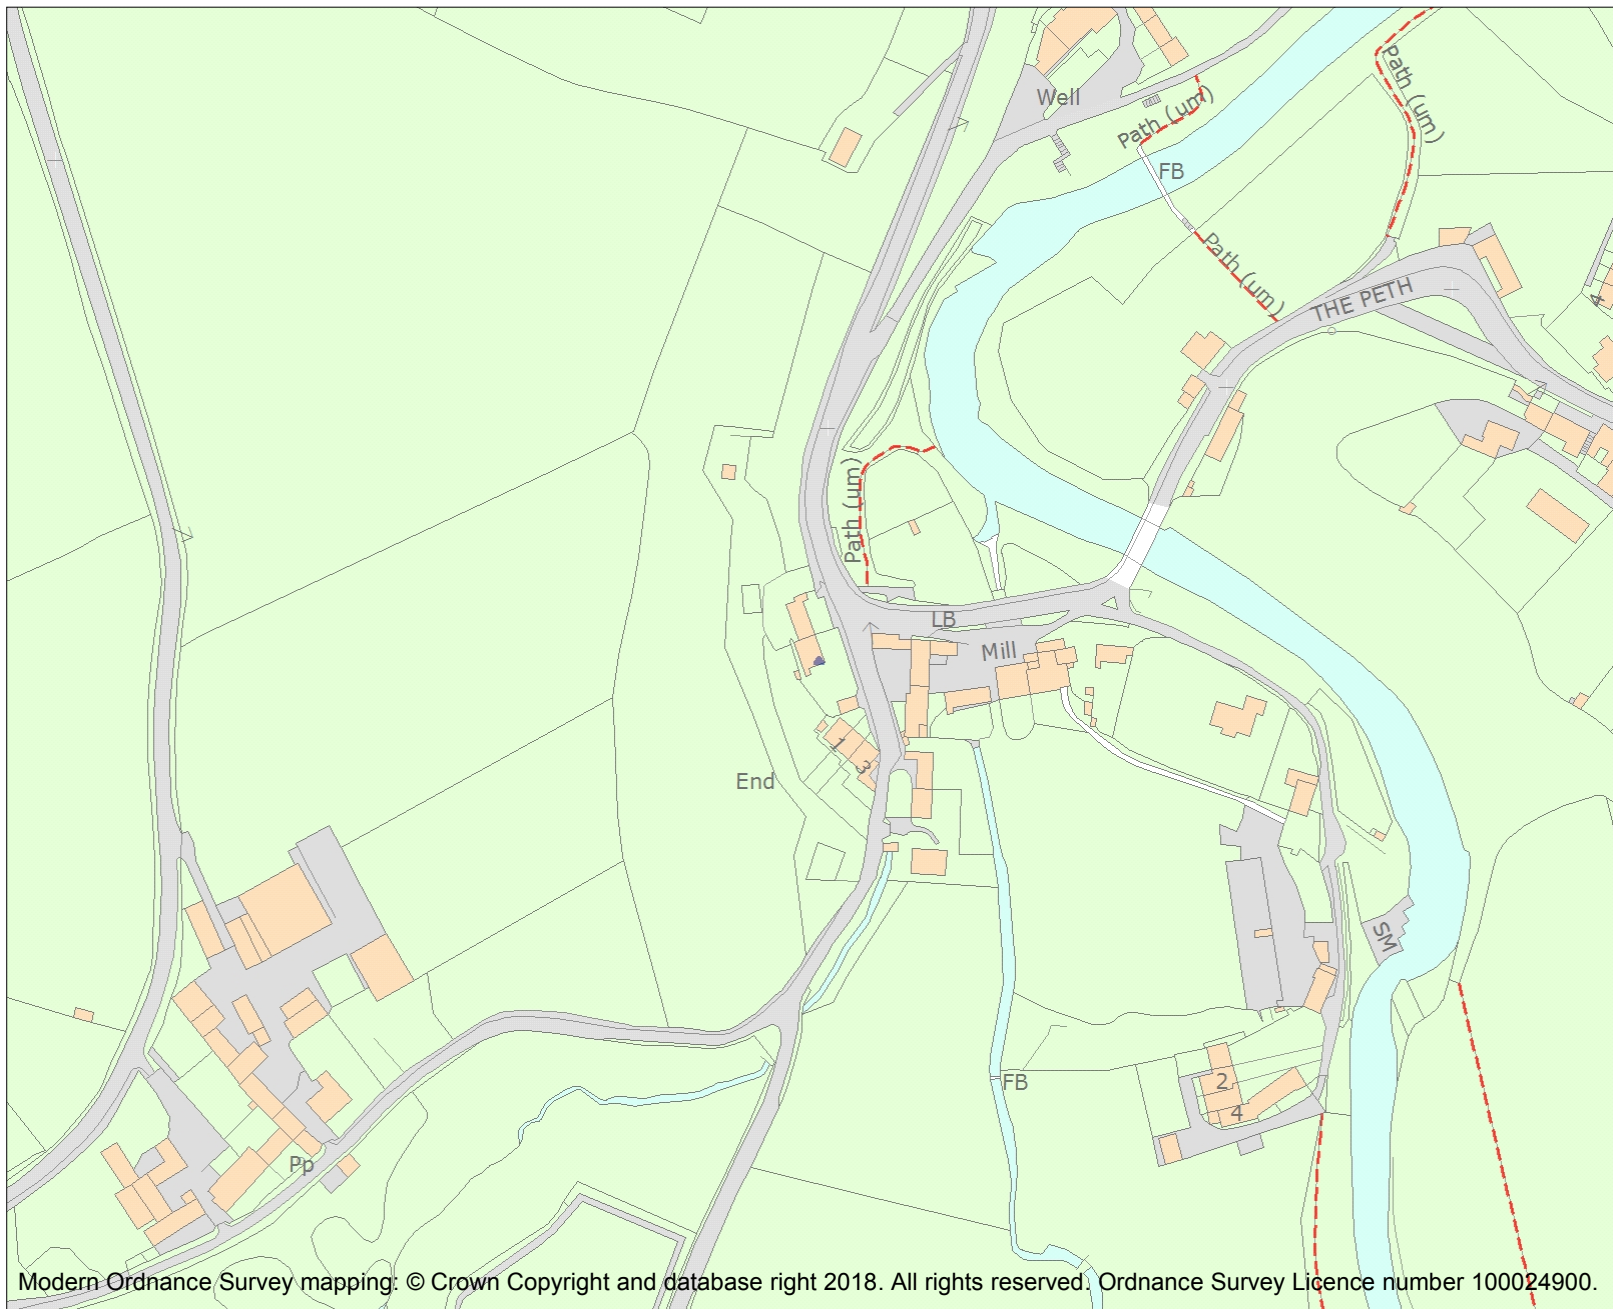 Path (um)
Well
Path (um)
FB
Path (um)
THE PETH
4
Path (um)
LB
Mill
1
3
End
SM
FB
2
4
Pp
Modern Ordnance Survey mapping: © Crown Copyright and database right 2018. All rights reserved. Ordnance Survey Licence number 100024900.